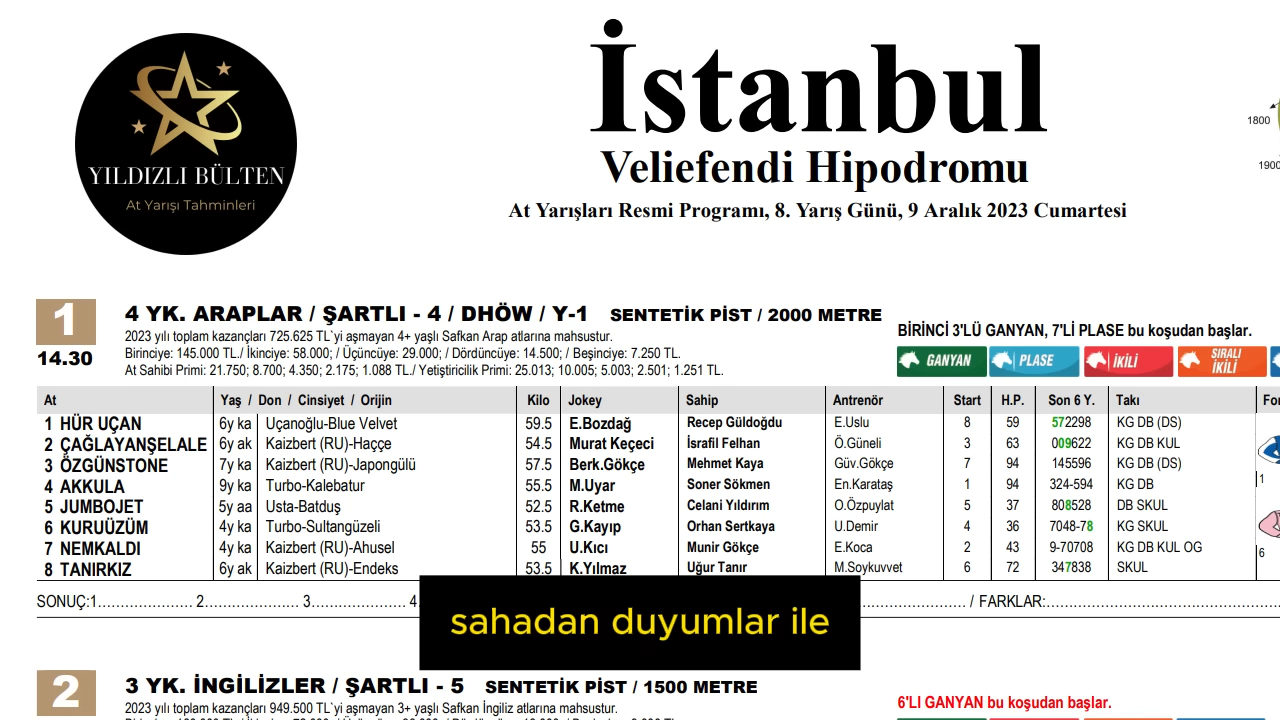 İstanbul
Veliefendi Hipodromu
At Yarışları Resmi Programı, 8. Yarış Günü, 9 Aralık 2023 Cumartesi
YILDIZLI BÜLTEN
At Yarışı Tahminleri
1800
1900
1
14.30
4 YK. ARAPLAR / ŞARTLI - 4 / DHÖW / Y-1 SENTETİK PİST / 2000 METRE
2023 yılı toplam kazançları 725.625 TL`yi aşmayan 4+ yaşlı Safkan Arap atlarına mahsustur.
Birinciye: 145.000 TL./ İkinciye: 58.000; / Üçüncüye: 29.000; / Dördüncüye: 14.500; / Beşinciye: 7.250 TL.
At Sahibi Primi: 21.750; 8.700; 4.350; 2.175; 1.088 TL./ Yetiştiricilik Primi: 25.013; 10.005; 5.003; 2.501; 1.251 TL.
BİRİNCİ 3'LÜ GANYAN, 7'Lİ PLASE bu koşudan başlar.
GANYAN PLASE İKİLİ SIRALI İKİLİ
At Yaş / Don / Cinsiyet / Orijin Kilo Jokey Sahip Antrenör Start H.P. Son 6 Y. Takı
1 HÜR UÇAN 6y ka Uçanoğlu-Blue Velvet 59.5 E.Bozdağ Recep Güldoğdu E.Uslu 8 59 572298 KG DB (DS)
2 ÇAĞLAYANŞELALE 6y ak Kaizbert (RU)-Haççe 54.5 Murat Keçeci İsrafil Felhan Ö.Güneli 3 63 009622 KG DB KUL
3 ÖZGÜNSTONE 7y ka Kaizbert (RU)-Japongülü 57.5 Berk.Gökçe Mehmet Kaya Güv.Gökçe 7 94 145596 KG DB (DS)
4 AKKULA 9y ka Turbo-Kalebatur 55.5 M.Uyar Soner Sökmen En.Karataş 1 94 324-594 KG DB
5 JUMBOJET 5y aa Usta-Batduş 52.5 R.Ketme Celani Yıldırım O.Özpuylat 5 37 808528 DB SKUL
6 KURUÜZÜM 4y ka Turbo-Sultangüzeli 53.5 G.Kayıp Orhan Sertkaya U.Demir 4 36 7048-78 KG SKUL
7 NEMKALDI 4y ka Kaizbert (RU)-Ahusel 55 U.Kıcı Munir Gökçe E.Koca 2 43 9-70708 KG DB KUL OG
8 TANIRKIZ 6y ak Kaizbert (RU)-Endeks 53.5 K.Yılmaz Uğur Tanır M.Soykuvvet 6 72 347838 SKUL
1
6
SONUÇ:1...................... 2...................... 3...................... 4 ........................ / FARKLAR:......................................................
sahadan duyumlar ile
2
3 YK. İNGİLİZLER / ŞARTLI - 5 SENTETİK PİST / 1500 METRE
2023 yılı toplam kazançları 949.500 TL`yi aşmayan 3+ yaşlı Safkan İngiliz atlarına mahsustur.
6'LI GANYAN bu koşudan başlar.